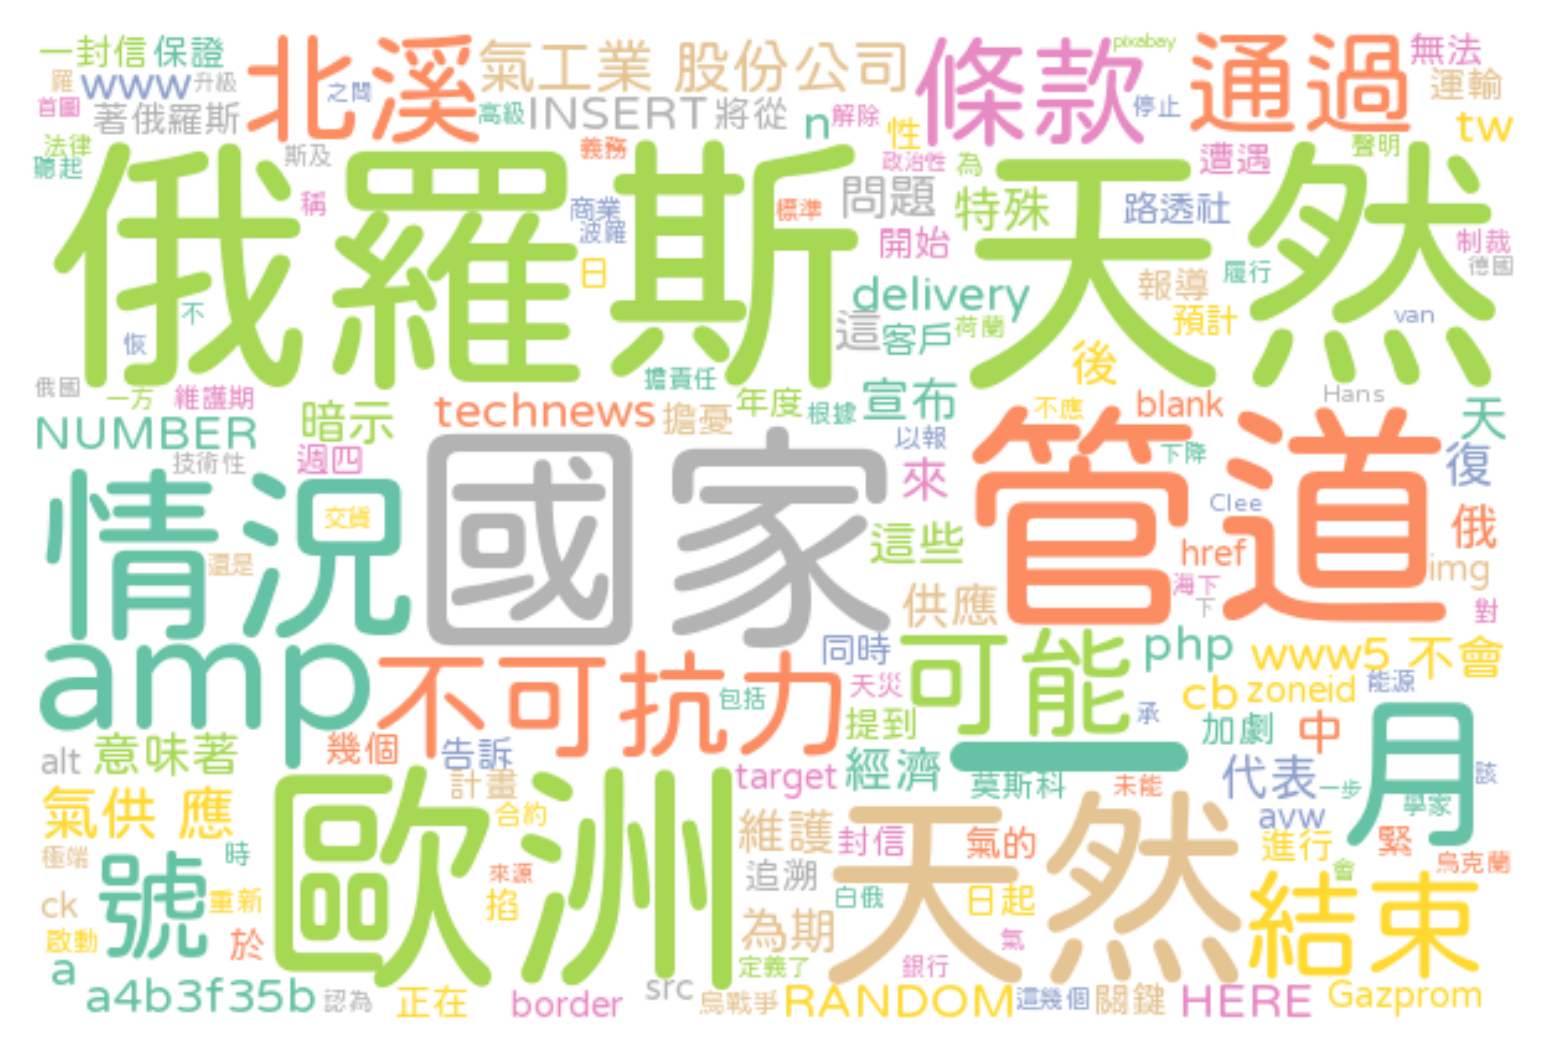 一封信 保證 北溪 氣工業 股份公司 條款 pixabay 通過 無法
羅 www 升級 之間 運輸
首圖 著俄羅斯 高級 INSERT 將從 n 解除 性 停止 tw
法律 斯及 義務 政治性 為 遭遇 聲明
聽起 俄羅斯 天然
稱 商業 標準 問題 特殊 路透社
波羅 開始 制裁
日 delivery 報導 履行 德國
不 這 客戶 荷蘭 預計 van
恢 後
俄國 一方 維護期 擔責任 年度 根據 宣布 Hans
NUMBER 暗示 technews 擔憂 以報 不應 blank 天
技術性 週四 國家 來 管道 下降 復
情況 交貨 這些 Clee 俄
還是 供應 href img
海下 下 對
amp 不可抗力 同時 可能 php www5 不會
包括 天災 cb zoneid 能源
提到 承 加劇 中 月
alt 意味著 幾個 告訴 target 經濟 一 代表 該
計畫 莫斯科 未能 一步
氣供 應 歐洲 合約 維護 封信 天然 氣的 avw 學家
極端 號 時 來源 追溯 進行 緊 烏克蘭
ck 重新 掐 白俄 日起 會 結束
啟動 於 為期 氣
a 定義了 銀行
a4b3f35b 認為 正在 border src 烏戰爭 RANDOM 這幾個 關鍵 HERE Gazprom